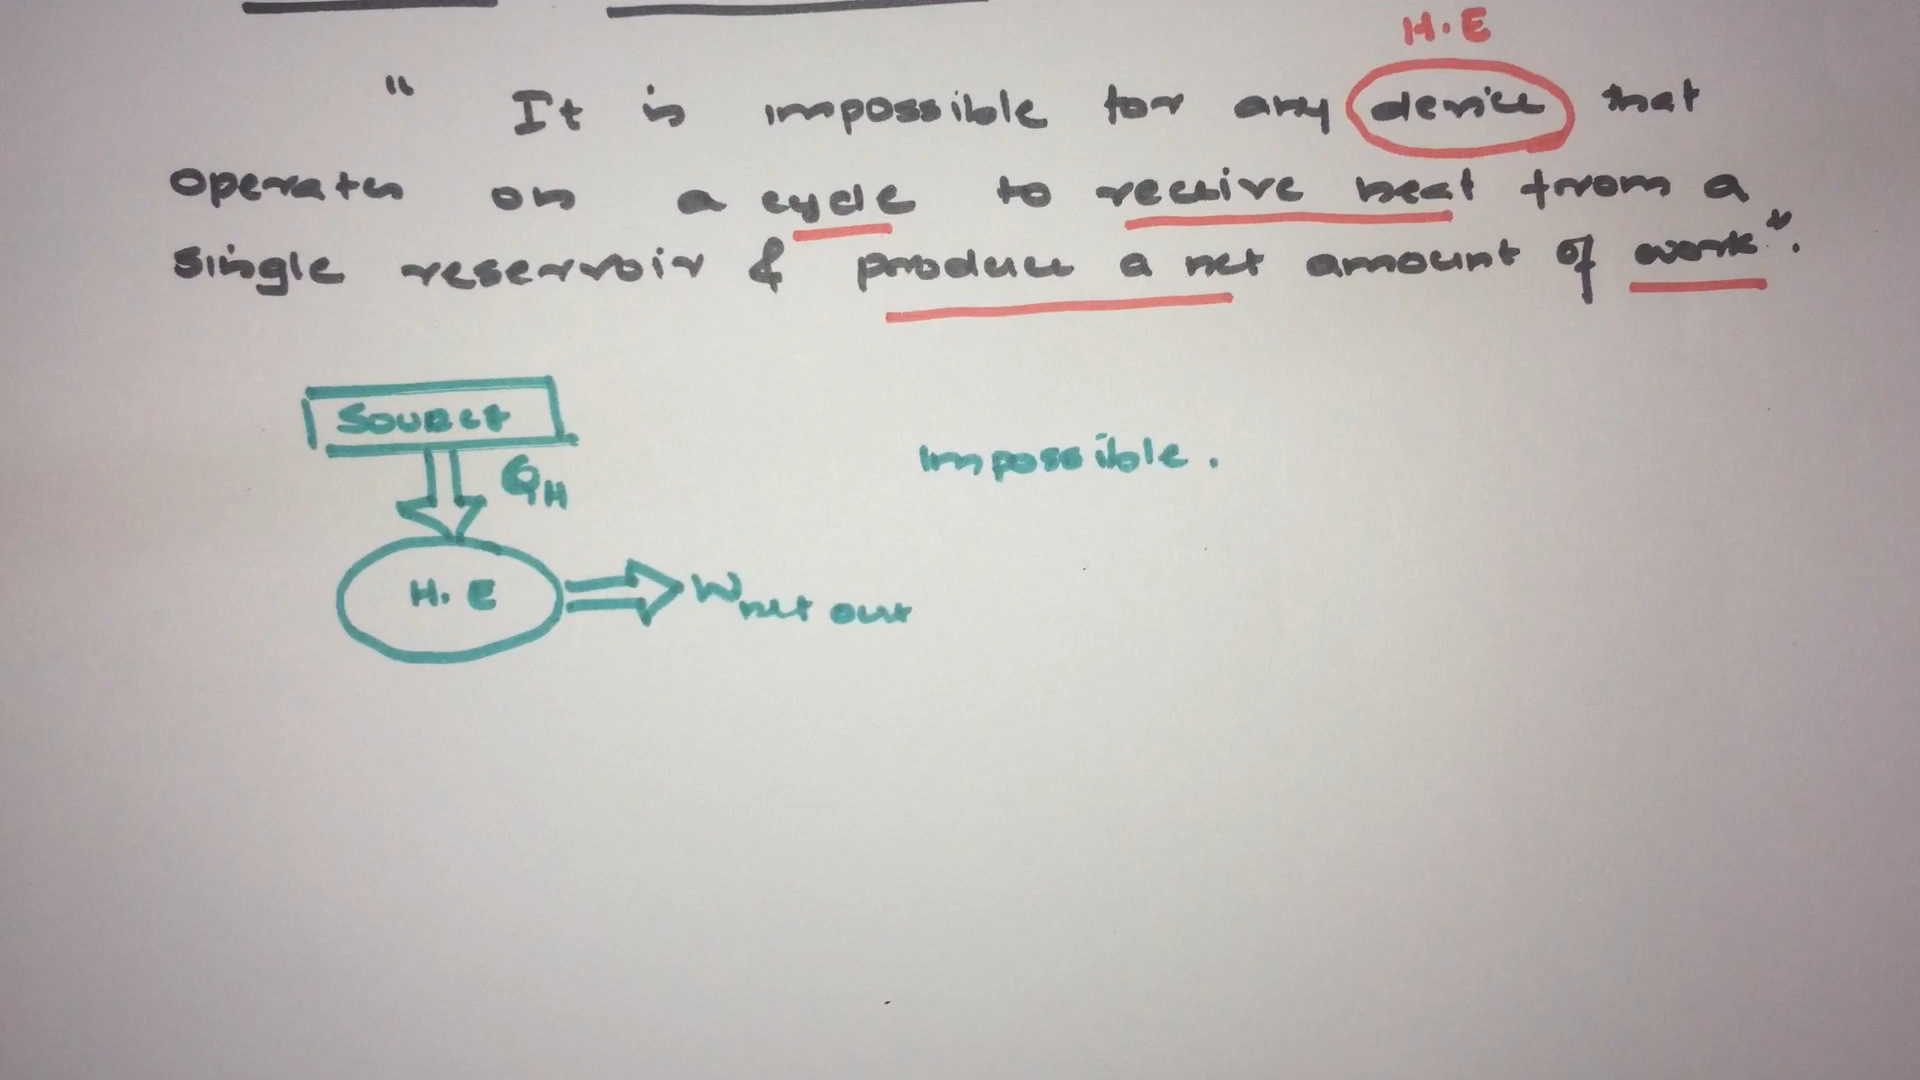 H.E
" It is impossible for any device that
operates on a cycle to receive heat from a
single reservoir & produce a net amount of work".
SOURCE
Impossible.
QH
H.E
Wnet out